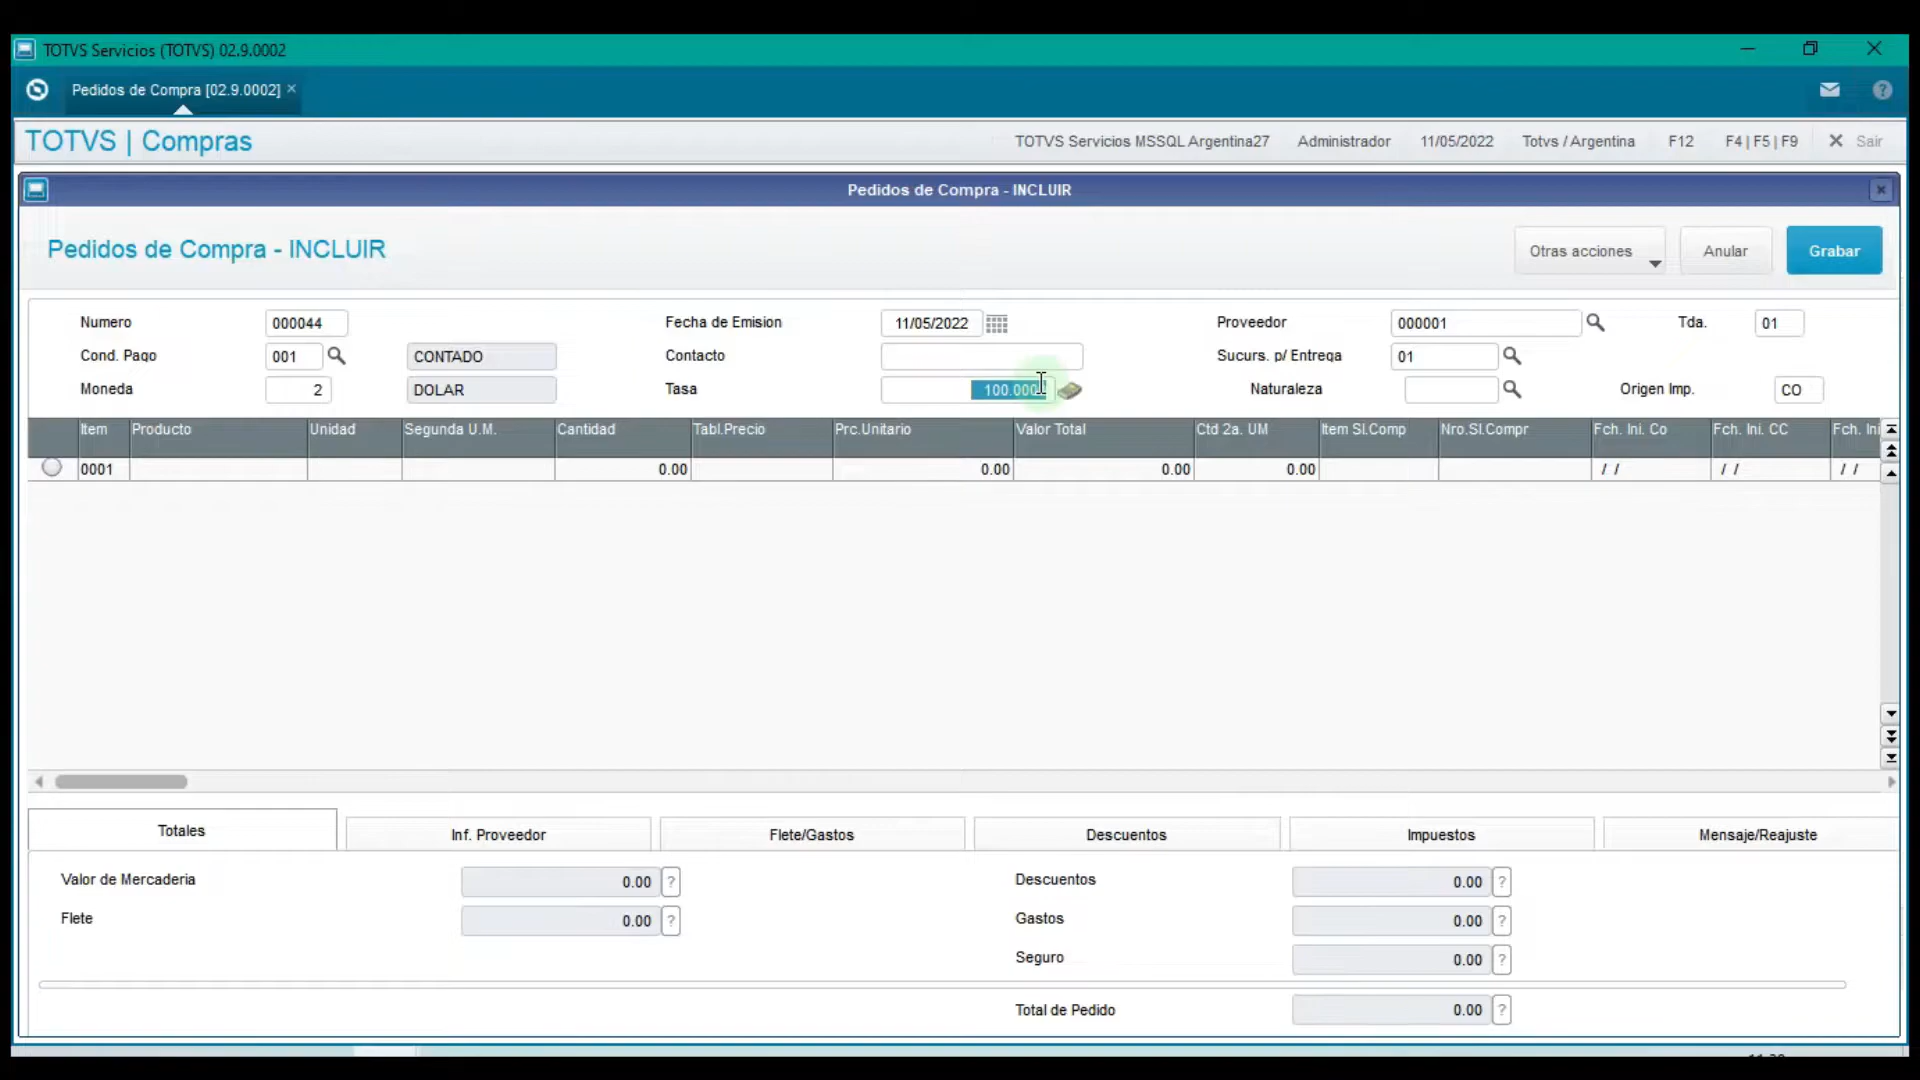 TOTVS Servicios (TOTVS) 02.9.0002
Pedidos de Compra [02.9.0002] ×
TOTVS | Compras
TOTVS Servicios MSSQL Argentina27 Administrador 11/05/2022 Totvs / Argentina F12 F4 | F5 | F9 Sair
Pedidos de Compra - INCLUIR
Pedidos de Compra - INCLUIR
Otras acciones Anular Grabar
Numero 000044 Fecha de Emision 11/05/2022 Proveedor 000001 Tda. 01
Cond. Pago 001 CONTADO Contacto Sucurs. p/ Entrega 01
Moneda 2 DOLAR Tasa 100.000 Naturaleza Origen Imp. CO
Item Producto Unidad Segunda U.M. Cantidad Tabl.Precio Prc.Unitario Valor Total Ctd 2a. UM Item Sl.Comp Nro.Sl.Compr Fch. Ini. Co Fch. Ini. CC Fch. Ini
0001 0.00 0.00 0.00 0.00 / / / / / /
Totales Inf. Proveedor Flete/Gastos Descuentos Impuestos Mensaje/Reajuste
Valor de Mercaderia 0.00 ? Descuentos 0.00 ?
Flete 0.00 ? Gastos 0.00 ?
Seguro 0.00 ?
Total de Pedido 0.00 ?